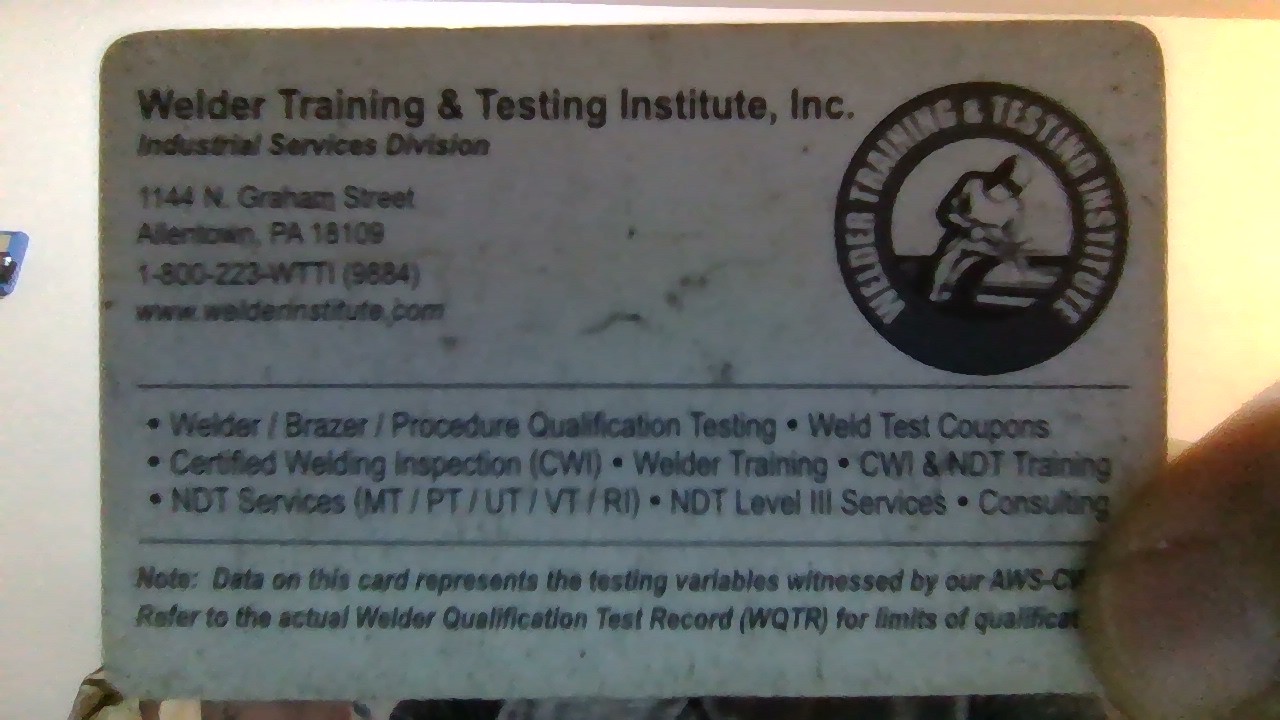 Welder Training & Testing Institute, Inc.
Industrial Services Division
1144 N. Graham Street
Allentown, PA 18109
1-800-223-WTTI (9884)
www.welderinstitute.com
WELDER TRAINING & TESTING INSTITUTE
• Welder / Brazer / Procedure Qualification Testing • Weld Test Coupons
• Certified Welding Inspection (CWI) • Welder Training • CWI & NDT Training
• NDT Services (MT / PT / UT / VT / RI) • NDT Level III Services • Consulting
Note: Data on this card represents the testing variables witnessed by our
Refer to the actual Welder Qualification Test Record (WQTR) for limits of